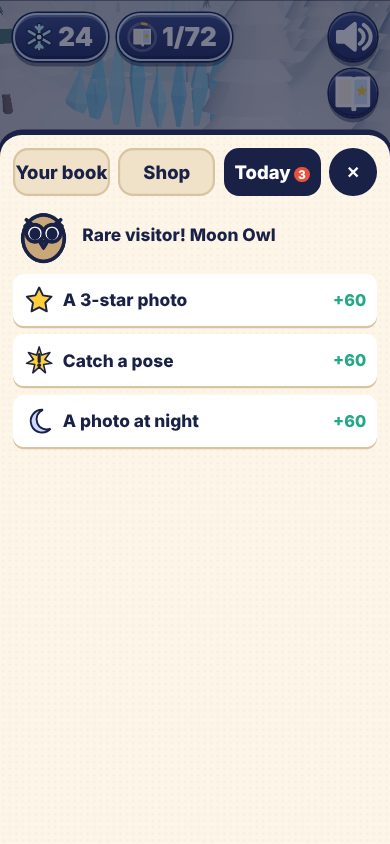 24
1/72
Your book
Shop
Today 3
×
Rare visitor! Moon Owl
A 3-star photo +60
Catch a pose +60
A photo at night +60